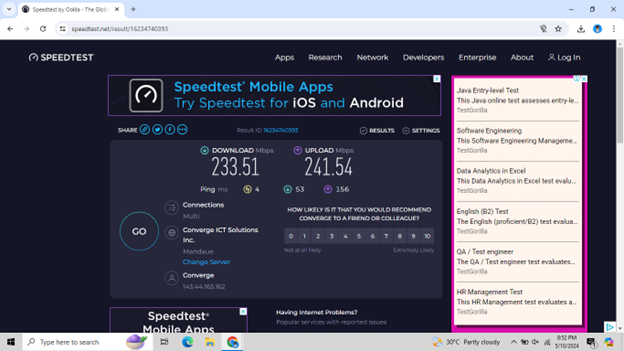 Speedtest by Ookla - The Glob
speedtest.net/result/16234740393
SPEEDTEST
Apps
Research
Network
Developers
Enterprise
About
Log In
Speedtest® Mobile Apps
Try Speedtest for iOS and Android
SHARE
Result ID 16234740393
RESULTS
SETTINGS
DOWNLOAD Mbps
233.51
UPLOAD Mbps
241.54
Ping ms
4
53
156
GO
Connections
Multi
Converge ICT Solutions
Inc.
Mandaue
Change Server
Converge
143.44.165.162
HOW LIKELY IS IT THAT YOU WOULD RECOMMEND
CONVERGE TO A FRIEND OR COLLEAGUE?
0 1 2 3 4 5 6 7 8 9 10
Not at all likely
Extremely Likely
Speedtest®
Mobile Apps
Having Internet Problems?
Popular services with reported issues
Java Entry-level Test
This Java online test assesses entry-le...
TestGorilla
Software Engineering
This Software Engineering Manageme...
TestGorilla
Data Analytics in Excel
This Data Analytics in Excel test evalu...
TestGorilla
English (B2) Test
The English (proficient/B2) test evalua...
TestGorilla
QA / Test engineer
The QA / Test engineer test evaluates...
TestGorilla
HR Management Test
This HR Management test evaluates a...
TestGorilla
Type here to search
30°C Partly cloudy
8:52 PM
5/10/2024